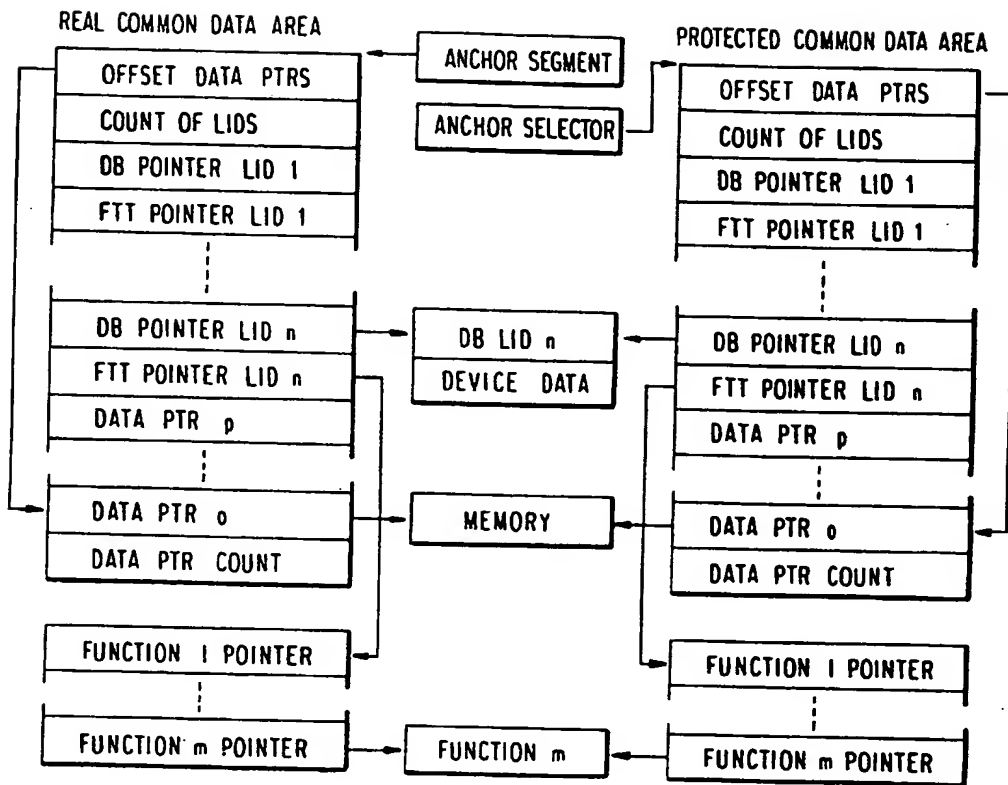 REAL COMMON DATA AREA
OFFSET DATA PTRS
COUNT OF LIDS
DB POINTER LID 1
FTT POINTER LID 1
DB POINTER LID n
FTT POINTER LID n
DATA PTR p
DATA PTR o
DATA PTR COUNT
FUNCTION 1 POINTER
FUNCTION m POINTER
ANCHOR SEGMENT
ANCHOR SELECTOR
DB LID n
DEVICE DATA
MEMORY
FUNCTION m
PROTECTED COMMON DATA AREA
OFFSET DATA PTRS
COUNT OF LIDS
DB POINTER LID 1
FTT POINTER LID 1
DB POINTER LID n
FTT POINTER LID n
DATA PTR p
DATA PTR o
DATA PTR COUNT
FUNCTION 1 POINTER
FUNCTION m POINTER